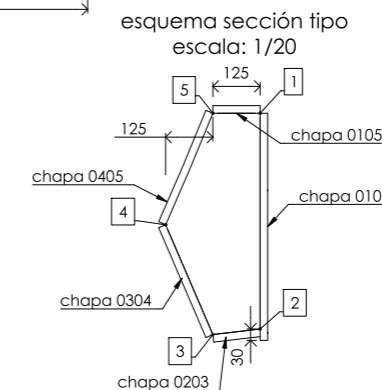 esquema sección tipo
escala: 1/20
125
5
1
125
chapa 0105
chapa 0405
chapa 010
4
chapa 0304
2
3
30
chapa 0203